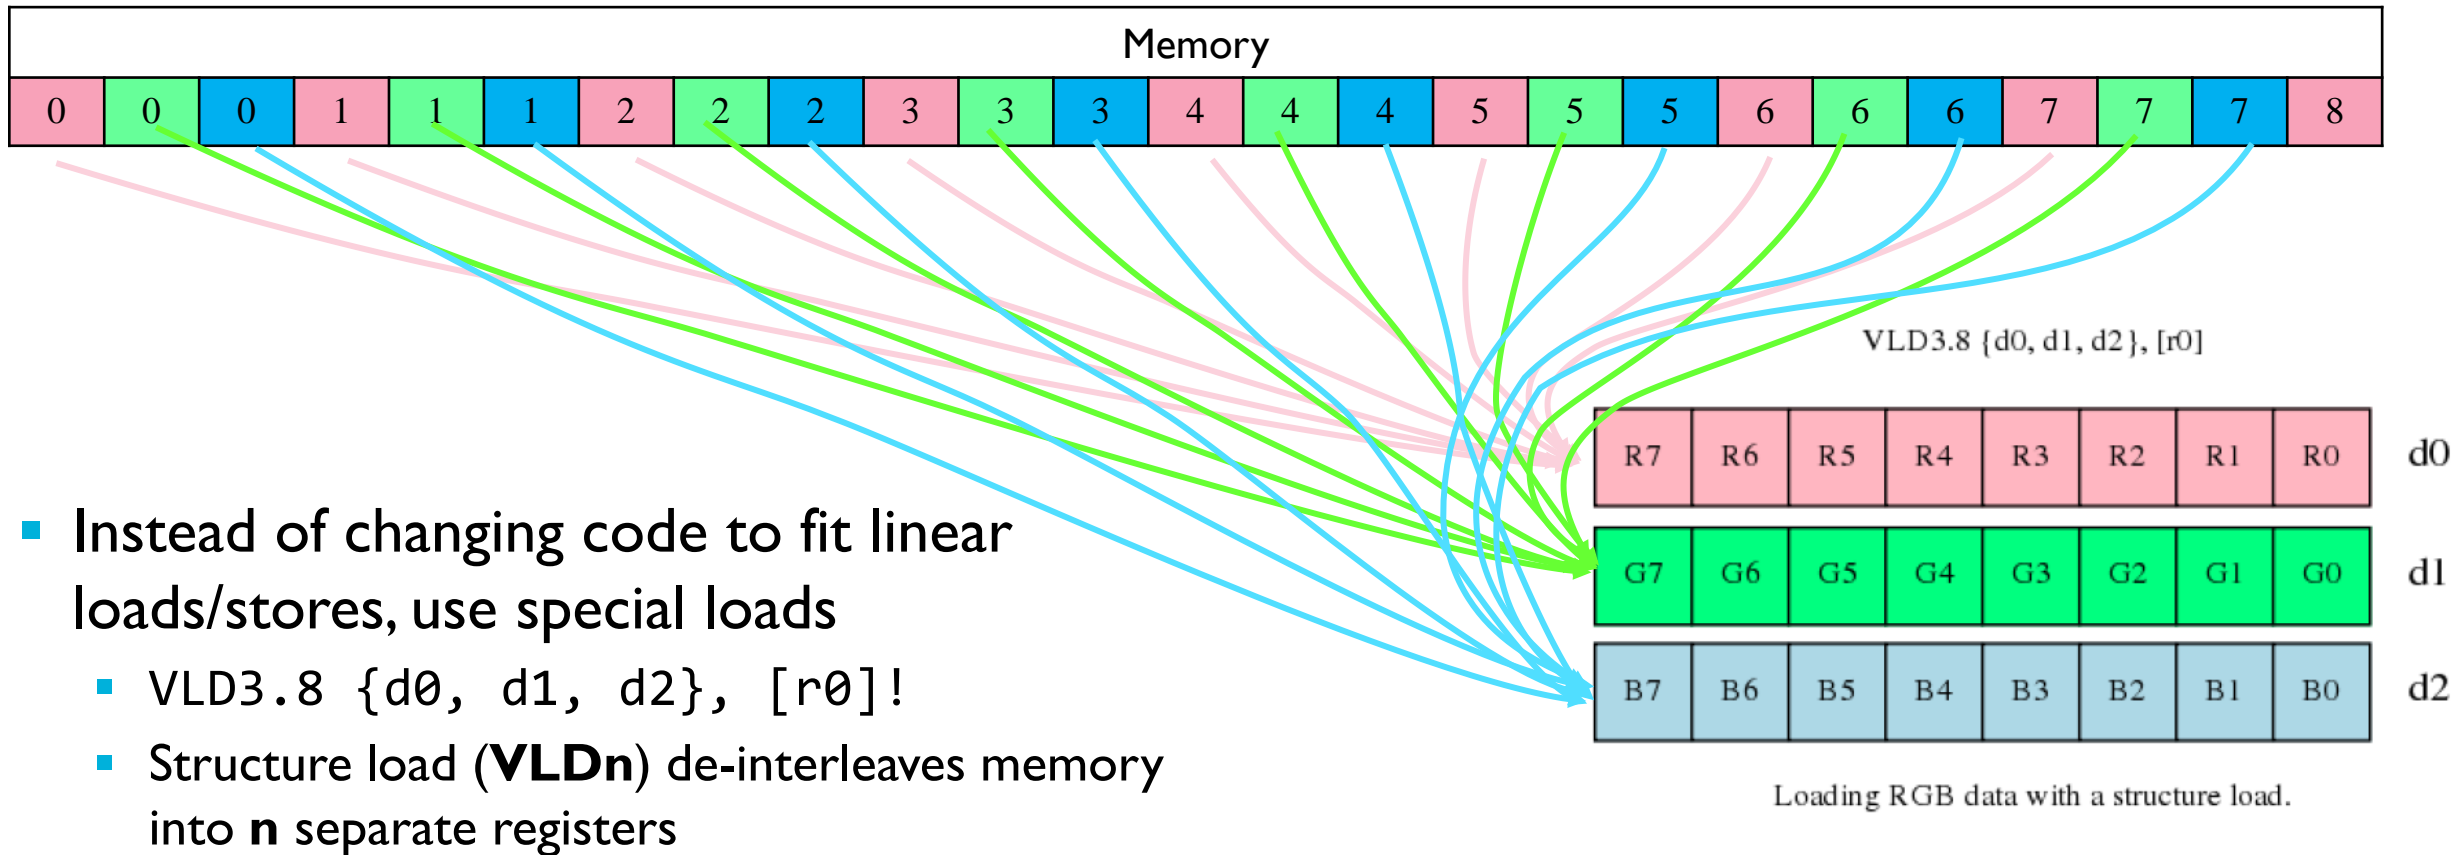 Memory
0 0 0 1 1 1 2 2 2 3 3 3 4 4 4 5 5 5 6 6 6 7 7 7 8
VLD3.8 {d0, d1, d2}, [r0]
R7 R6 R5 R4 R3 R2 R1 R0 d0
G7 G6 G5 G4 G3 G2 G1 G0 d1
B7 B6 B5 B4 B3 B2 B1 B0 d2
Loading RGB data with a structure load.
▪ Instead of changing code to fit linear
loads/stores, use special loads
▪ VLD3.8 {d0, d1, d2}, [r0]!
▪ Structure load (VLDn) de-interleaves memory
into n separate registers